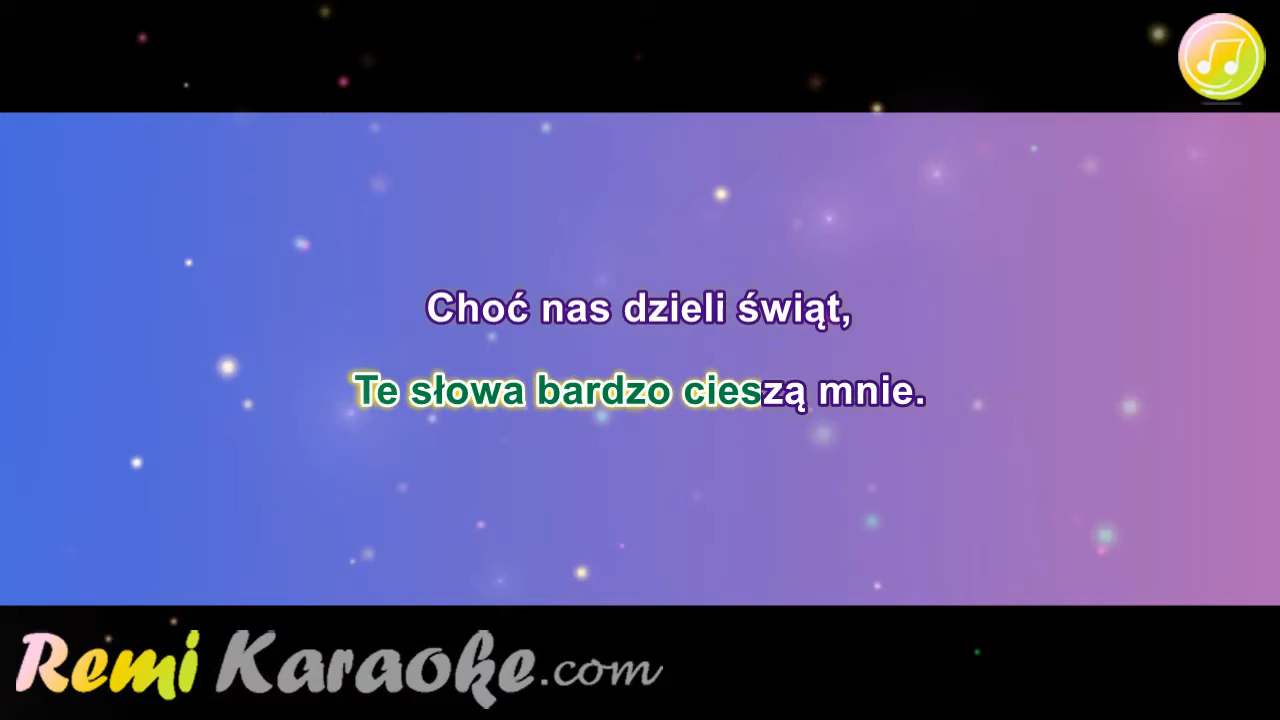 Choć nas dzieli świąt,
Te słowa bardzo cieszą mnie.
Remi Karaoke.com